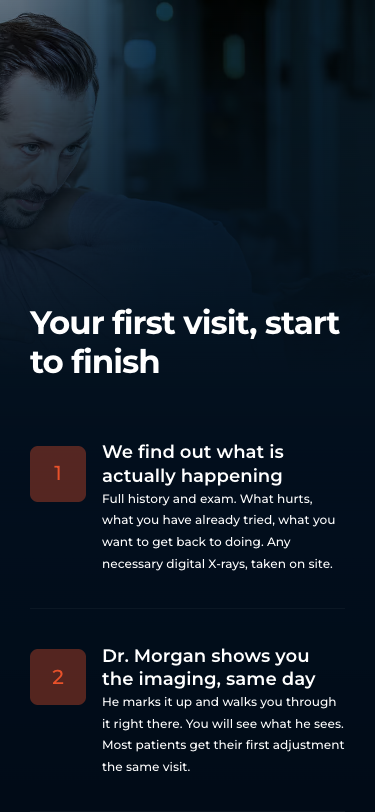 Your first visit, start
to finish
1
We find out what is
actually happening
Full history and exam. What hurts,
what you have already tried, what you
want to get back to doing. Any
necessary digital X-rays, taken on site.
2
Dr. Morgan shows you
the imaging, same day
He marks it up and walks you through
it right there. You will see what he sees.
Most patients get their first adjustment
the same visit.